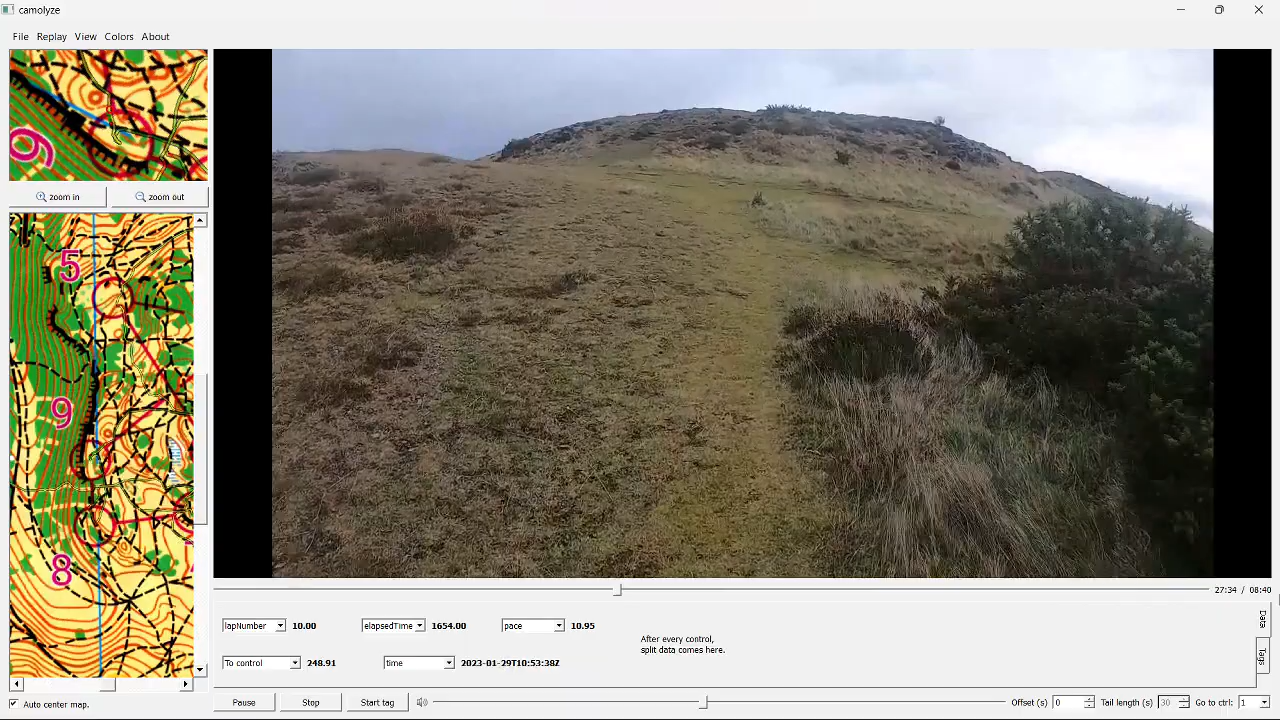 camolyze
File Replay View Colors About
9
zoom in
zoom out
5
9
8
Auto center map.
27:34 / 08:40
lapNumber 10.00
elapsedTime 1654.00
pace 10.95
After every control,
split data comes here.
To control 248.91
time 2023-01-29T10:53:38Z
Data
Tags
Pause
Stop
Start tag
Offset (s) 0
Tail length (s) 30
Go to ctrl: 1